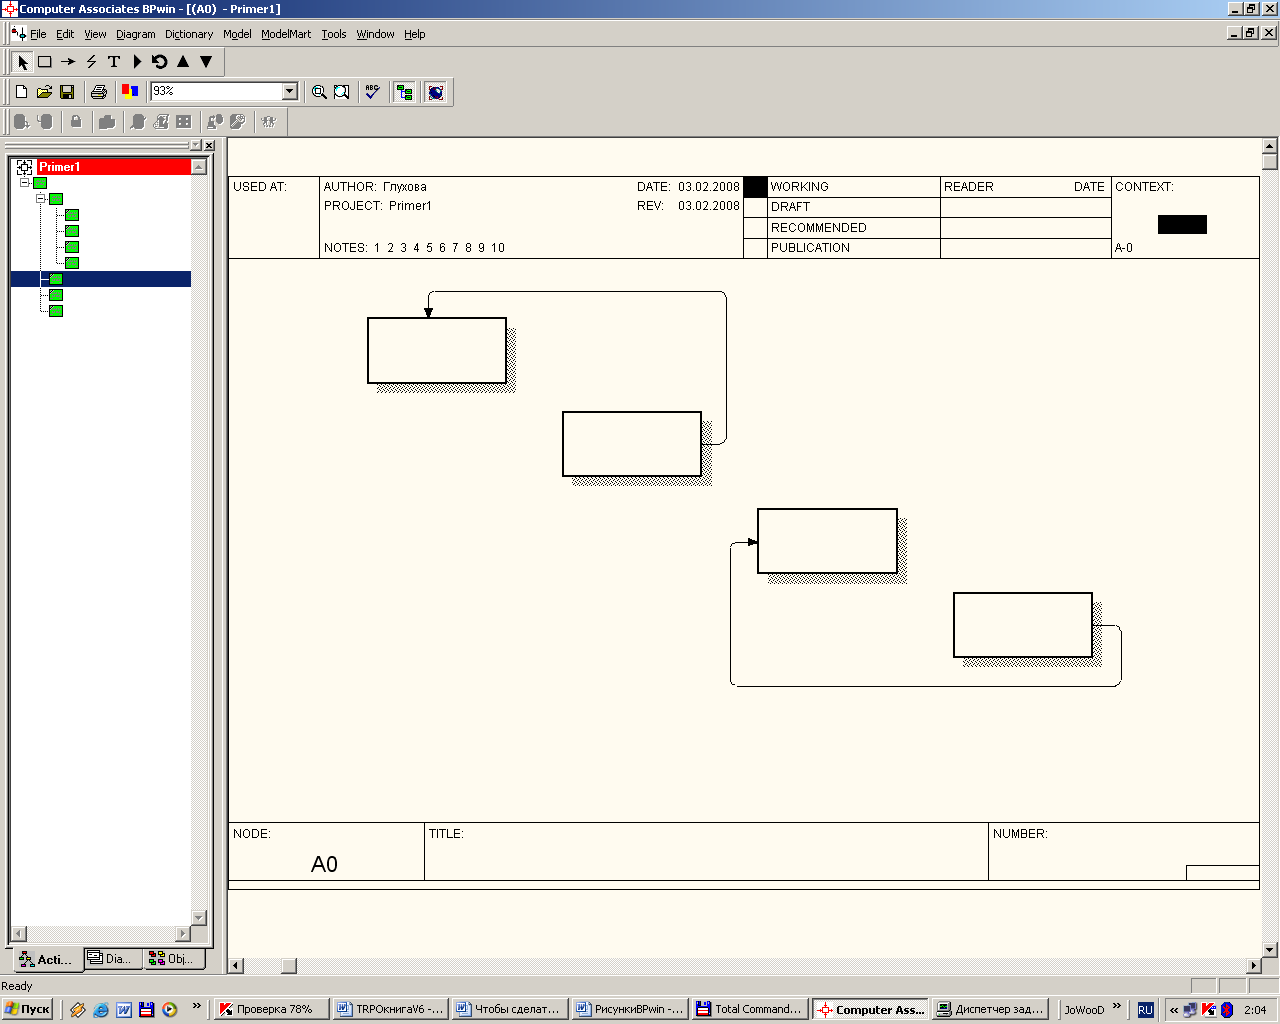 Computer Associates BPwin - [(A0) - Primer1]
File Edit View Diagram Dictionary Model ModelMart Tools Window Help
93%
ABC
Primer1
USED AT:
AUTHOR: Глухова
DATE: 03.02.2008
PROJECT: Primer1
REV: 03.02.2008
NOTES: 1 2 3 4 5 6 7 8 9 10
WORKING
DRAFT
RECOMMENDED
PUBLICATION
READER DATE
CONTEXT:
A-0
NODE:
A0
TITLE:
NUMBER:
Acti... Dia... Obj...
Ready
Пуск Проверка 78% TRPOкнигаV6 -... Чтобы сделат... РисункиBPwin -... Total Command... Computer Ass... Диспетчер зад... JoWooD » RU « 2:04